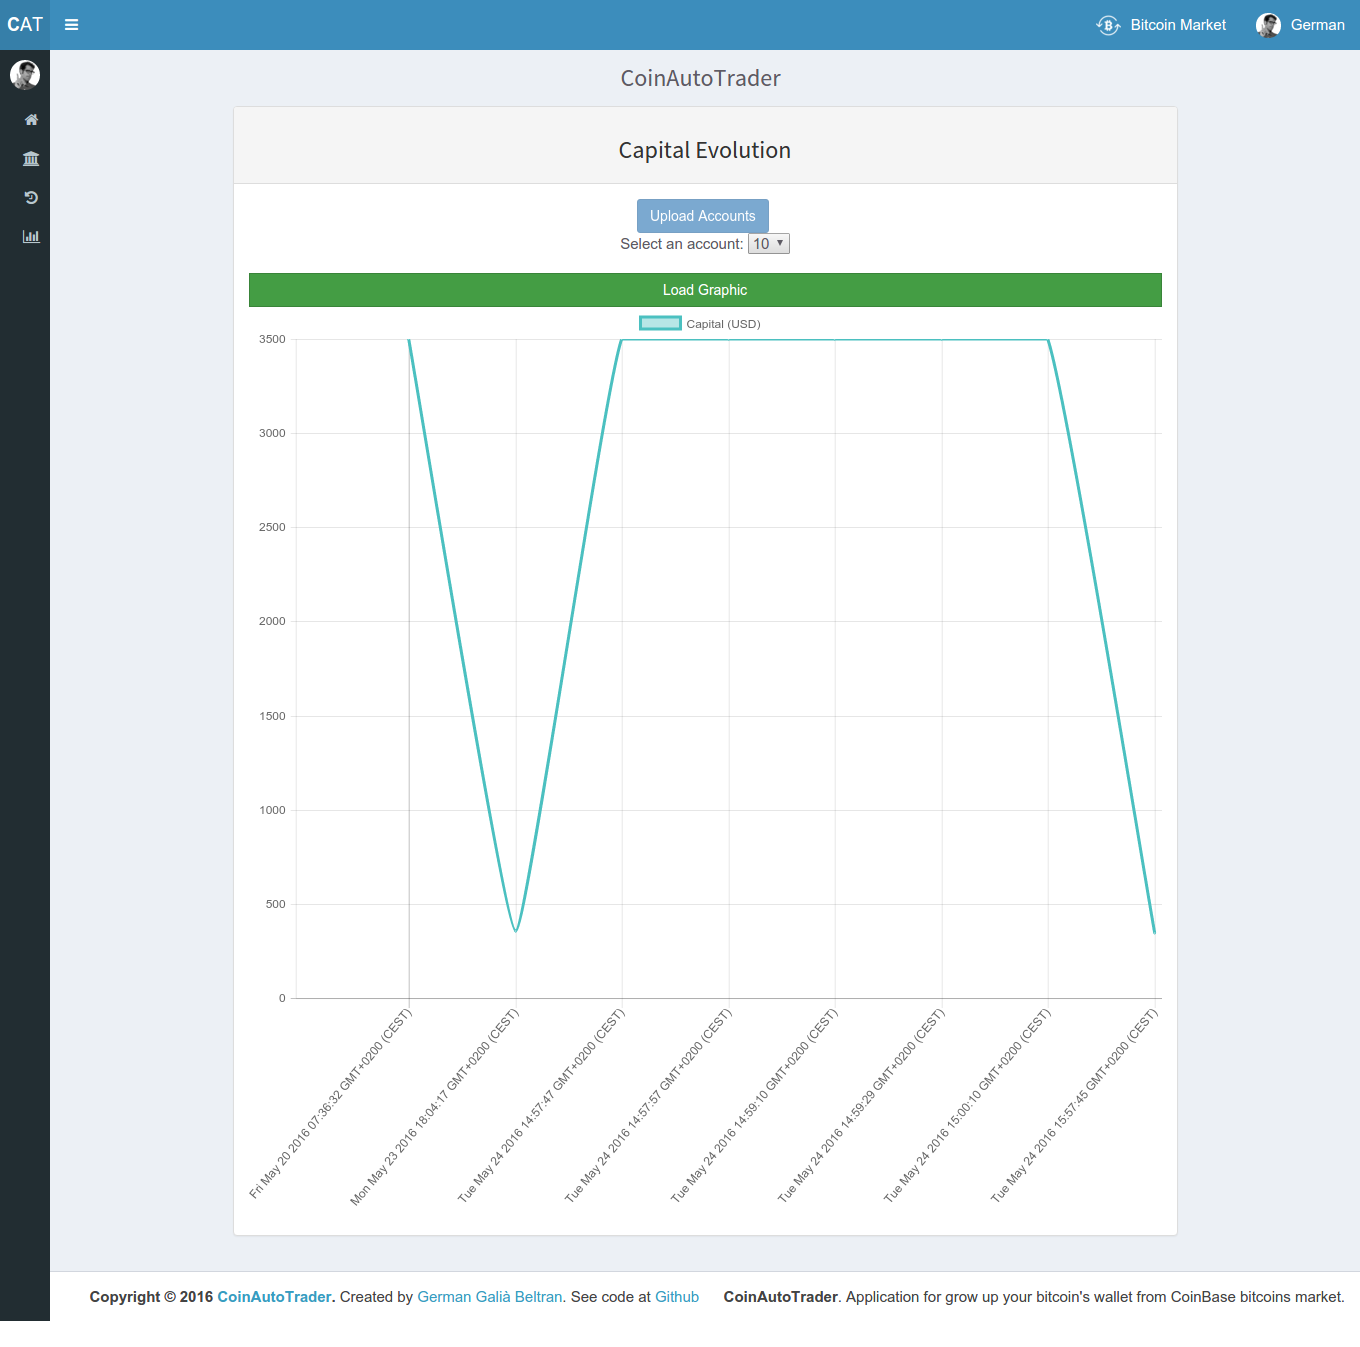 CAT
Bitcoin Market
German
CoinAutoTrader
Capital Evolution
Upload Accounts
Select an account: 10
Load Graphic
Capital (USD)
3500
3000
2500
2000
1500
1000
500
0
Fri May 20 2016 07:36:32 GMT+0200 (CEST)
Mon May 23 2016 18:04:17 GMT+0200 (CEST)
Tue May 24 2016 14:57:47 GMT+0200 (CEST)
Tue May 24 2016 14:57:57 GMT+0200 (CEST)
Tue May 24 2016 14:59:10 GMT+0200 (CEST)
Tue May 24 2016 14:59:29 GMT+0200 (CEST)
Tue May 24 2016 15:00:10 GMT+0200 (CEST)
Tue May 24 2016 15:57:45 GMT+0200 (CEST)
Copyright © 2016 CoinAutoTrader. Created by German Galià Beltran. See code at Github
CoinAutoTrader. Application for grow up your bitcoin's wallet from CoinBase bitcoins market.